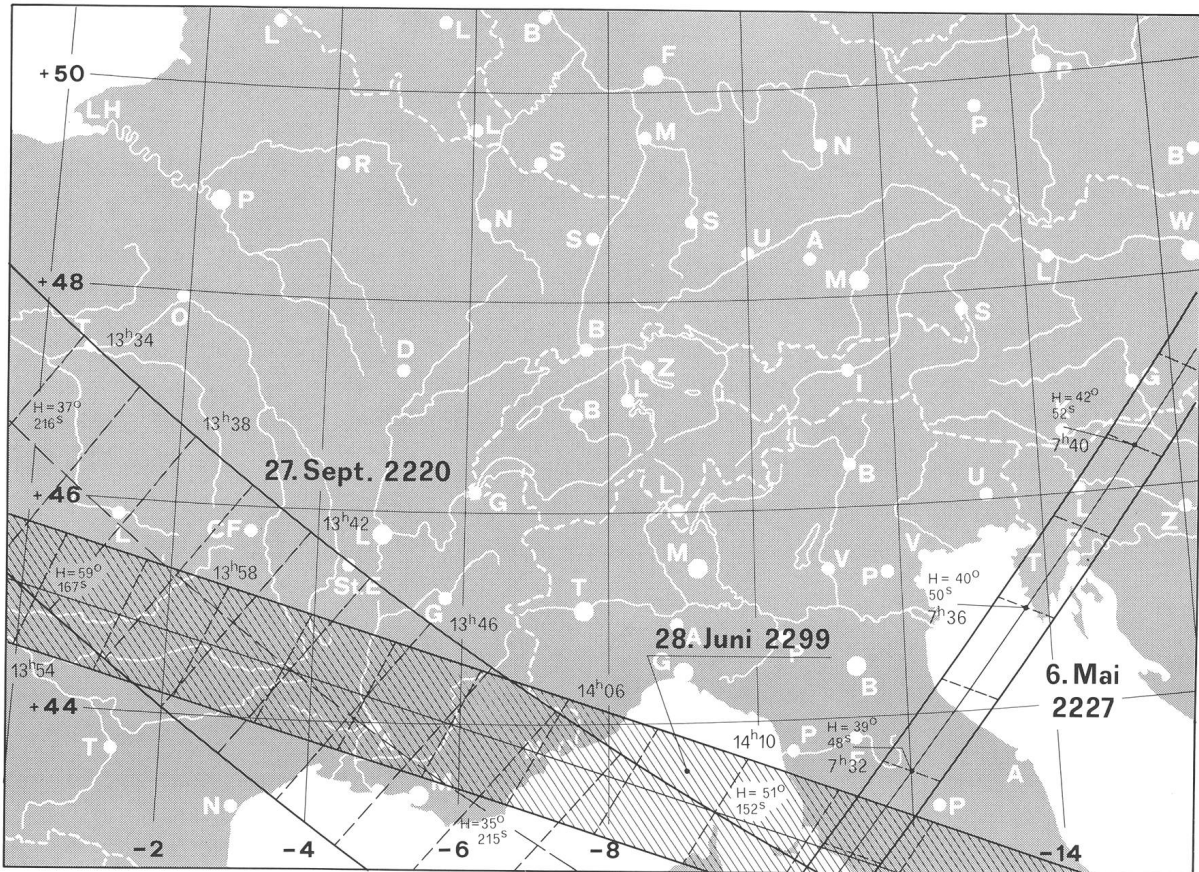 L
L
B
F
P
+50
LH
P
L
M
N
S
R
B
P
N
S
S
U
A
W
M
L
+48
S
T
O
13h34
B
D
Z
L
I
G
H=42°
52s
7h40
B
H=37°
216s
13h38
27. Sept. 2220
B
+46
G
L
U
L
Z
L
CF
13h42
L
M
V
V
T
R
P
H=59°
167s
13h58
St.E
H=40°
50s
7h36
G
13h46
T
28. Juni 2299
A
P
G
B
6. Mai
2227
13h54
14h06
+44
14h10
P
F
H=39°
48s
7h32
T
A
M
H=51°
152s
N
H=35°
215s
P
-2
-4
-6
-8
-14